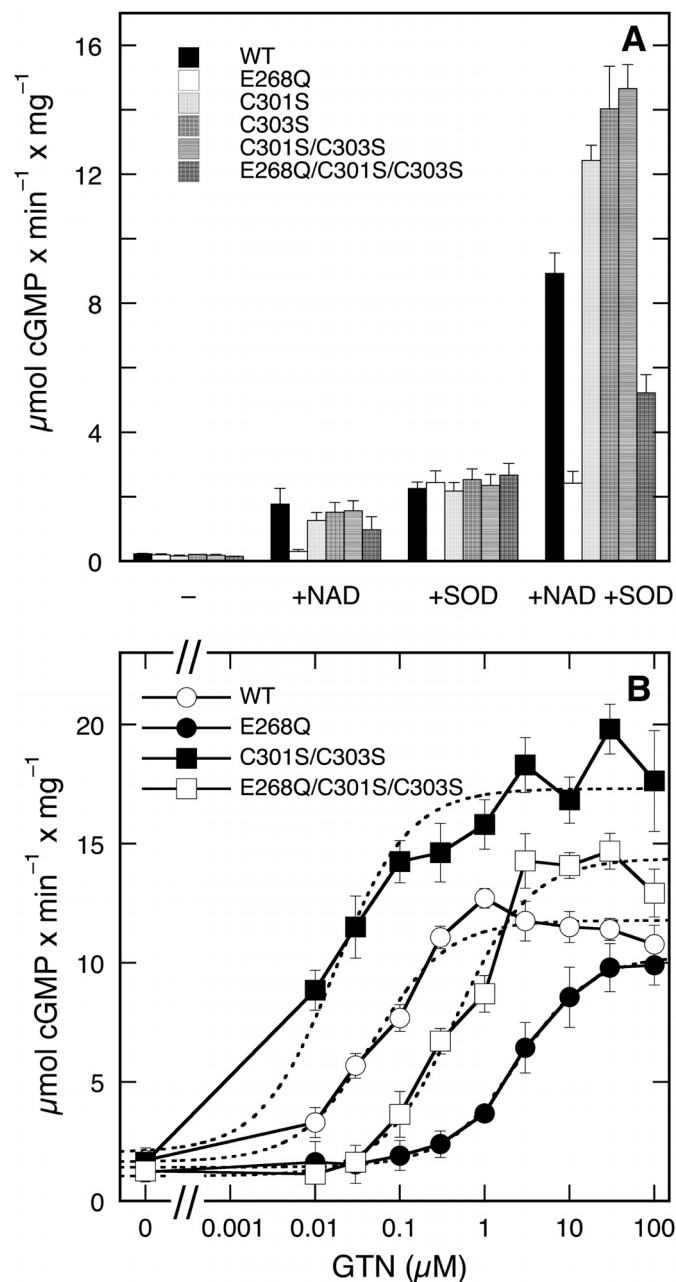 A
16
12
8
4
0
µmol cGMP x min⁻¹ x mg⁻¹
WT
E268Q
C301S
C303S
C301S/C303S
E268Q/C301S/C303S
– +NAD +SOD +NAD +SOD
B
20
15
10
5
0
µmol cGMP x min⁻¹ x mg⁻¹
WT
E268Q
C301S/C303S
E268Q/C301S/C303S
0 0.001 0.01 0.1 1 10 100
GTN (µM)